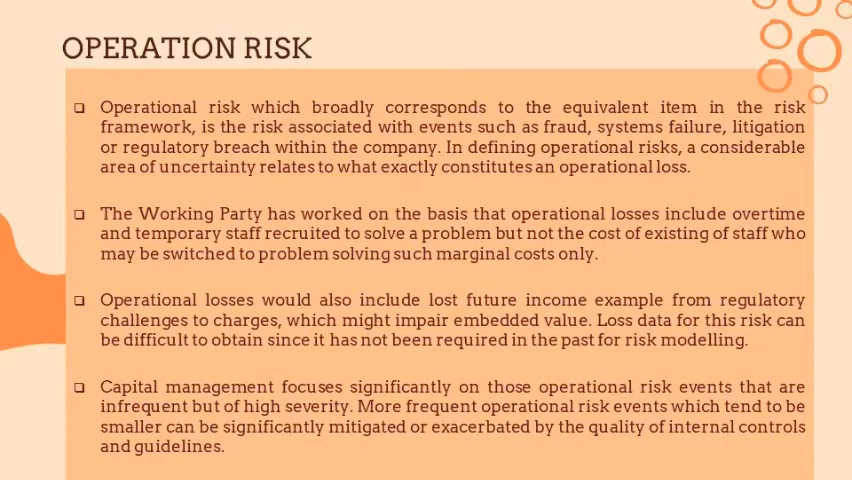 OPERATION RISK
Operational risk which broadly corresponds to the equivalent item in the risk
framework, is the risk associated with events such as fraud, systems failure, litigation
or regulatory breach within the company. In defining operational risks, a considerable
area of uncertainty relates to what exactly constitutes an operational loss.
The Working Party has worked on the basis that operational losses include overtime
and temporary staff recruited to solve a problem but not the cost of existing of staff who
may be switched to problem solving such marginal costs only.
Operational losses would also include lost future income example from regulatory
challenges to charges, which might impair embedded value. Loss data for this risk can
be difficult to obtain since it has not been required in the past for risk modelling.
Capital management focuses significantly on those operational risk events that are
infrequent but of high severity. More frequent operational risk events which tend to be
smaller can be significantly mitigated or exacerbated by the quality of internal controls
and guidelines.